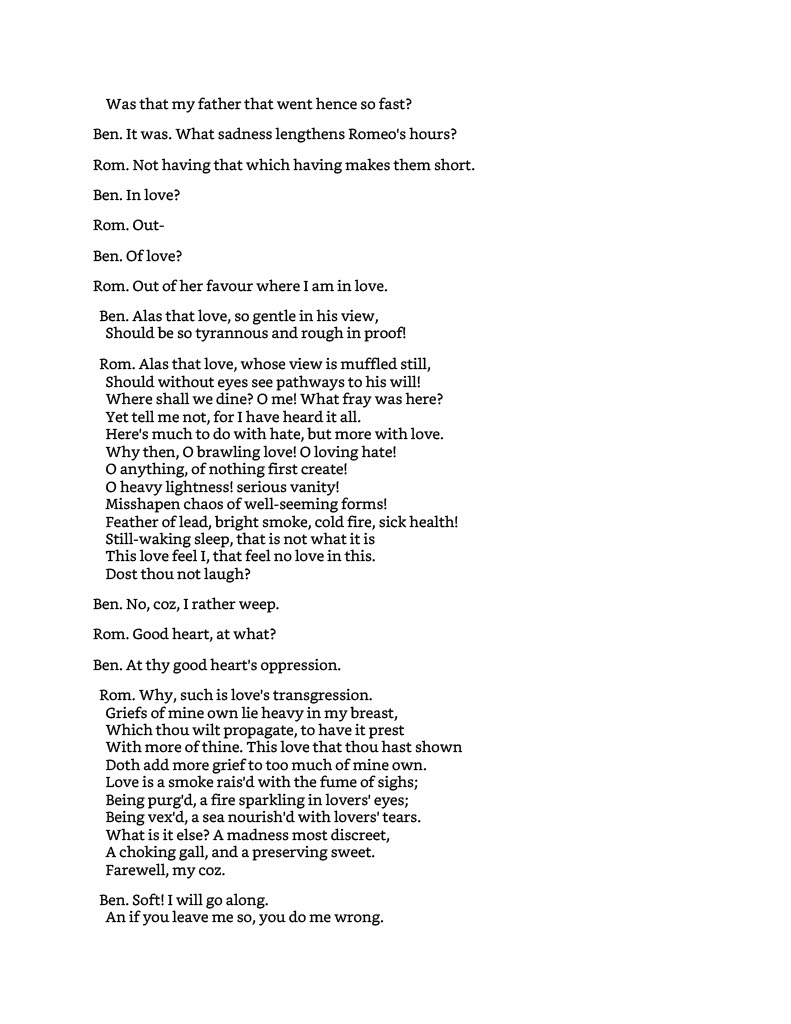 Was that my father that went hence so fast?
Ben. It was. What sadness lengthens Romeo's hours?
Rom. Not having that which having makes them short.
Ben. In love?
Rom. Out-
Ben. Of love?
Rom. Out of her favour where I am in love.
Ben. Alas that love, so gentle in his view,
Should be so tyrannous and rough in proof!
Rom. Alas that love, whose view is muffled still,
Should without eyes see pathways to his will!
Where shall we dine? O me! What fray was here?
Yet tell me not, for I have heard it all.
Here's much to do with hate, but more with love.
Why then, O brawling love! O loving hate!
O anything, of nothing first create!
O heavy lightness! serious vanity!
Misshapen chaos of well-seeming forms!
Feather of lead, bright smoke, cold fire, sick health!
Still-waking sleep, that is not what it is
This love feel I, that feel no love in this.
Dost thou not laugh?
Ben. No, coz, I rather weep.
Rom. Good heart, at what?
Ben. At thy good heart's oppression.
Rom. Why, such is love's transgression.
Griefs of mine own lie heavy in my breast,
Which thou wilt propagate, to have it prest
With more of thine. This love that thou hast shown
Doth add more grief to too much of mine own.
Love is a smoke rais'd with the fume of sighs;
Being purg'd, a fire sparkling in lovers' eyes;
Being vex'd, a sea nourish'd with lovers' tears.
What is it else? A madness most discreet,
A choking gall, and a preserving sweet.
Farewell, my coz.
Ben. Soft! I will go along.
An if you leave me so, you do me wrong.